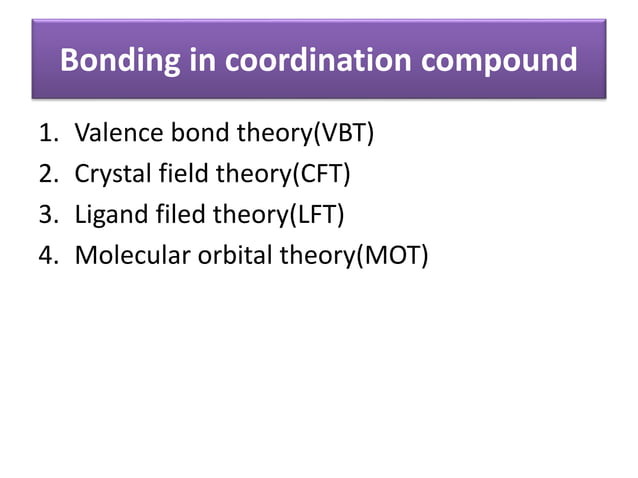 Bonding in coordination compound
1. Valence bond theory(VBT)
2. Crystal field theory(CFT)
3. Ligand filed theory(LFT)
4. Molecular orbital theory(MOT)